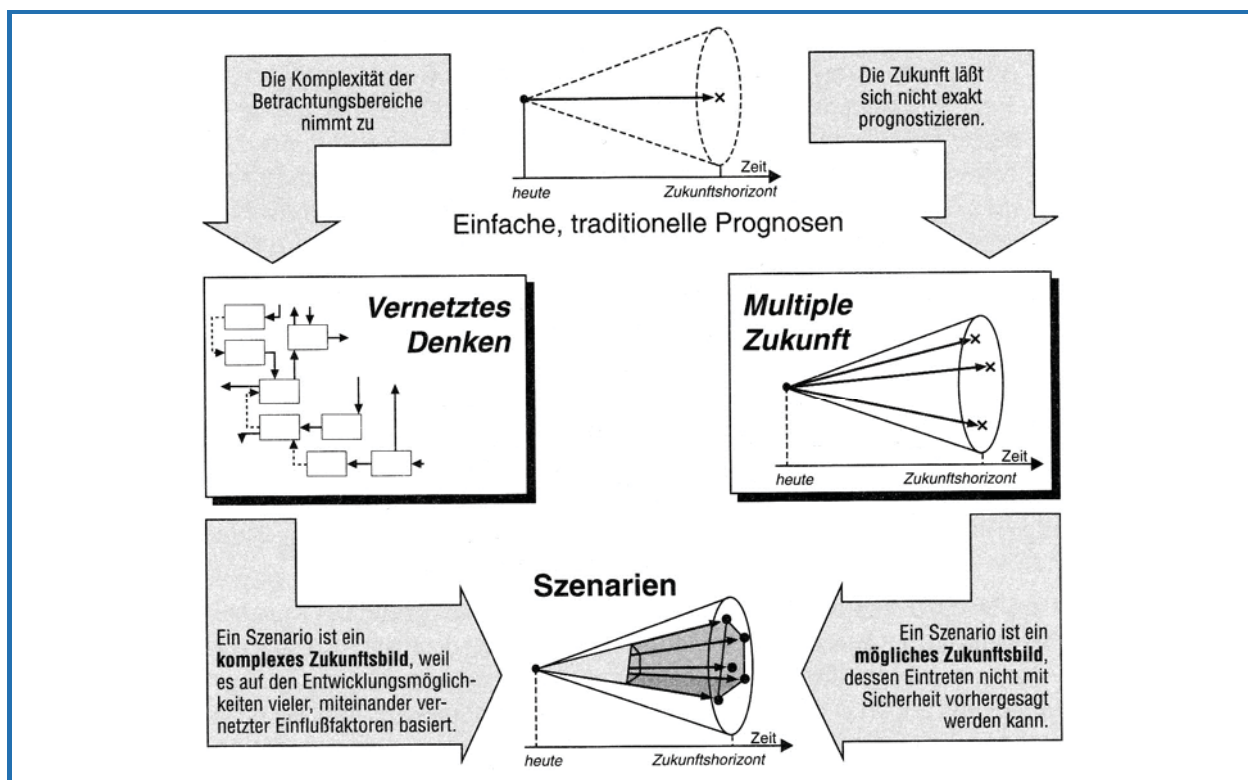 Die Komplexität der
Betrachtungsbereiche
nimmt zu
Zeit
heute
Zukunftshorizont
Einfache, traditionelle Prognosen
Die Zukunft läßt
sich nicht exakt
prognostizieren.
Vernetztes
Denken
Multiple
Zukunft
Zeit
heute
Zukunftshorizont
Szenarien
Ein Szenario ist ein
komplexes Zukunftsbild, weil
es auf den Entwicklungsmöglich-
keiten vieler, miteinander ver-
netzter Einflußfaktoren basiert.
Zeit
heute
Zukunftshorizont
Ein Szenario ist ein
mögliches Zukunftsbild,
dessen Eintreten nicht mit
Sicherheit vorhergesagt
werden kann.